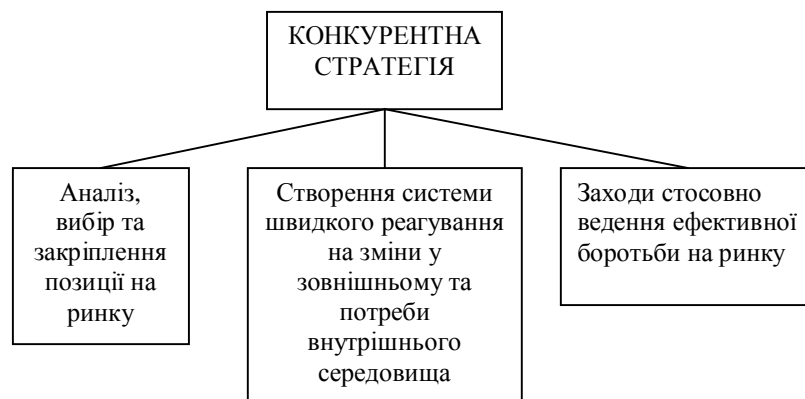 КОНКУРЕНТНА
СТРАТЕГІЯ
Аналіз,
вибір та
закріплення
позиції на
ринку
Створення системи
швидкого реагування
на зміни у
зовнішньому та
потреби
внутрішнього
середовища
Заходи стосовно
ведення ефективної
боротьби на ринку